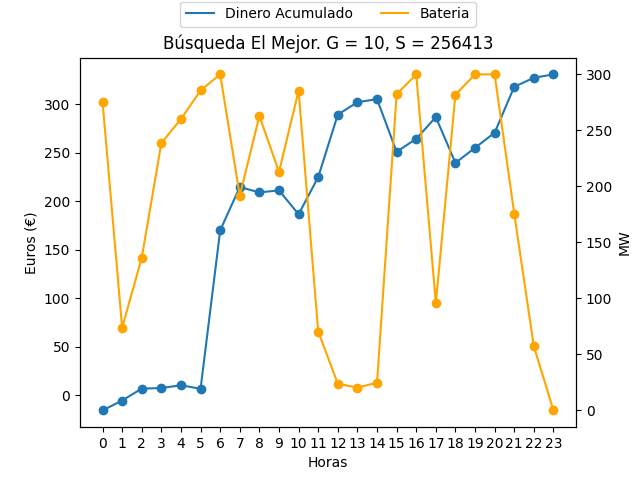 Dinero Acumulado Bateria
Búsqueda El Mejor. G = 10, S = 256413
Euros (€)
300
250
200
150
100
50
0
300
250
200
150
100
50
0
MW
0 1 2 3 4 5 6 7 8 9 10 11 12 13 14 15 16 17 18 19 20 21 22 23
Horas